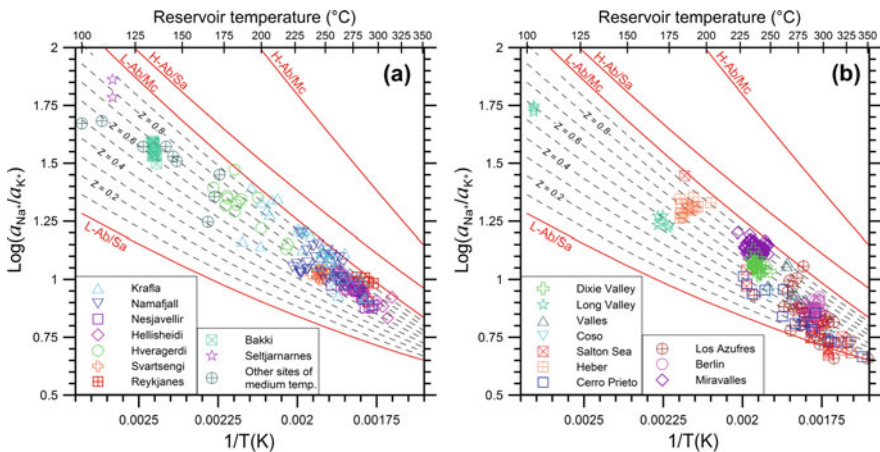 Reservoir temperature (°C)
100 125 150 175 200 225 250 275 300 325 350
2
1.75
1.5
1.25
1
0.75
0.5
Log(aNa+/aK+)
(a)
L-Ab/Mc
H-Ab/Sa
H-Ab/Mc
L-Ab/Sa
Z = 0.8
Z = 0.6
Z = 0.4
Z = 0.2
Krafla
Namafjall
Nesjavellir
Hellisheidi
Hveragerdi
Svartsengi
Reykjanes
Bakki
Seltjarnarnes
Other sites of
medium temp.
0.0025 0.00225 0.002 0.00175
1/T(K)
Reservoir temperature (°C)
100 125 150 175 200 225 250 275 300 325 350
2
1.75
1.5
1.25
1
0.75
0.5
Log(aNa+/aK+)
(b)
L-Ab/Mc
H-Ab/Sa
H-Ab/Mc
L-Ab/Sa
Z = 0.8
Z = 0.6
Z = 0.4
Z = 0.2
Dixie Valley
Long Valley
Valles
Coso
Salton Sea
Heber
Cerro Prieto
Los Azufres
Berlin
Miravalles
0.0025 0.00225 0.002 0.00175
1/T(K)